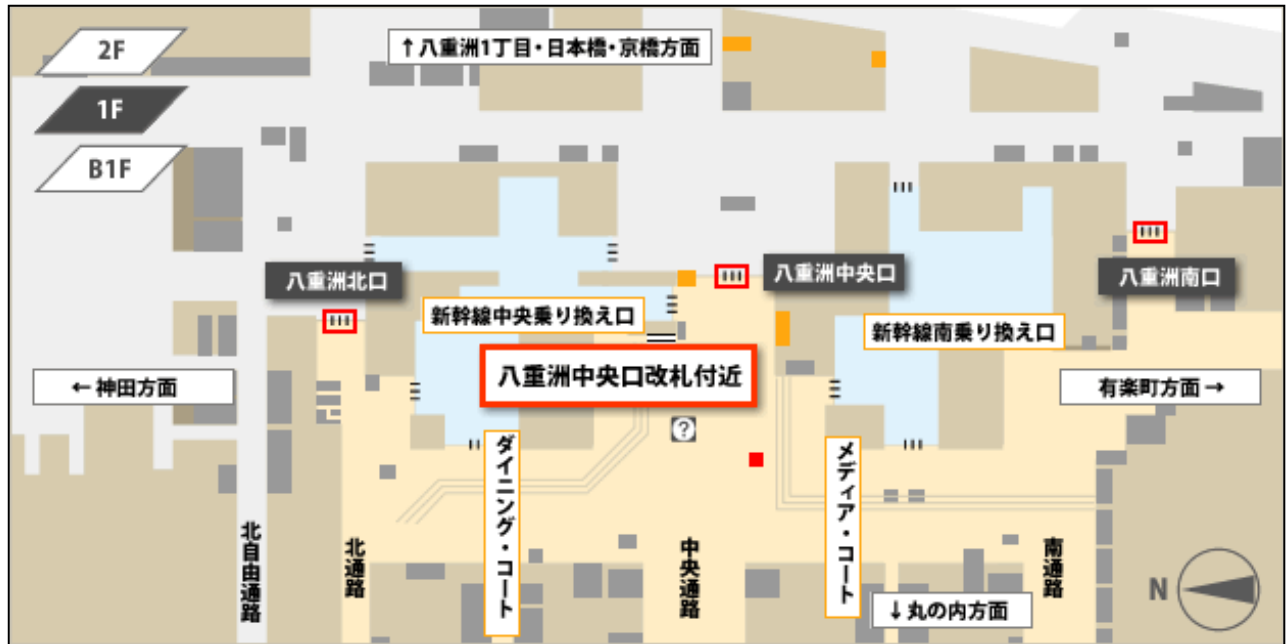 2F
↑八重洲1丁目・日本橋・京橋方面
1F
B1F
八重洲北口
八重洲中央口
八重洲南口
新幹線中央乗り換え口
新幹線南乗り換え口
八重洲中央口改札付近
←神田方面
有楽町方面→
?
ダイニング・コート
メディア・コート
北自由通路
北通路
中央通路
南通路
N
↓丸の内方面